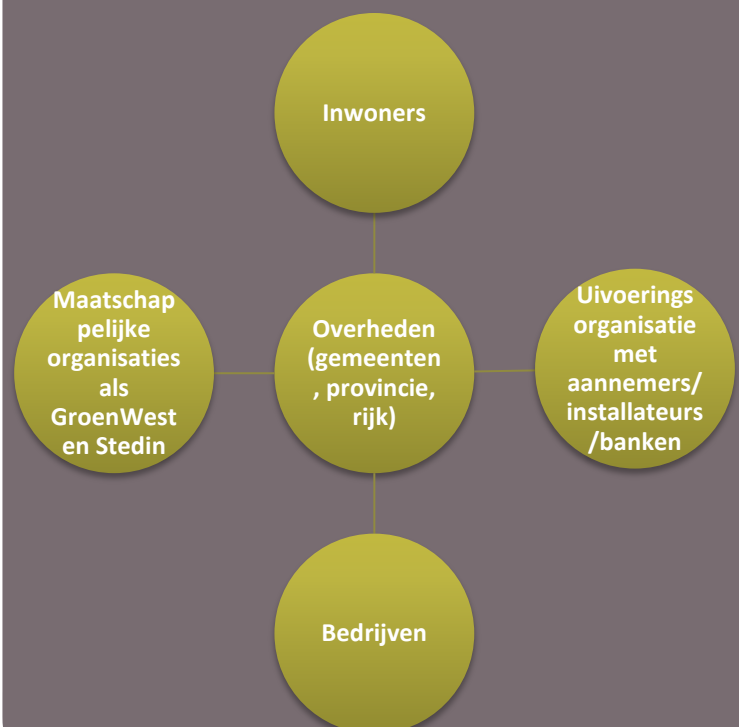 Inwoners
Maatschap
pelijke
organisaties
als
GroenWest
en Stedin
Overheden
(gemeenten
, provincie,
rijk)
Uivoerings
organisatie
met
aannemers/
installateurs
/banken
Bedrijven